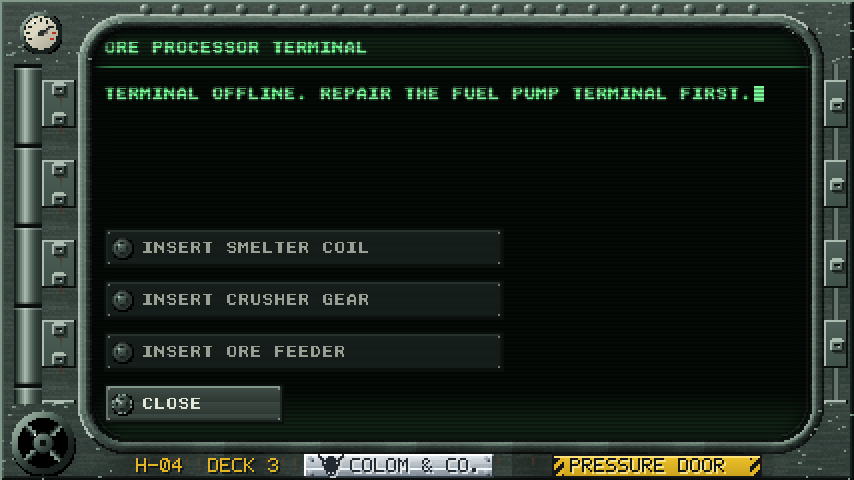 ORE PROCESSOR TERMINAL
TERMINAL OFFLINE. REPAIR THE FUEL PUMP TERMINAL FIRST.
INSERT SMELTER COIL
INSERT CRUSHER GEAR
INSERT ORE FEEDER
CLOSE
H-04 DECK 3 COLOM & CO. PRESSURE DOOR